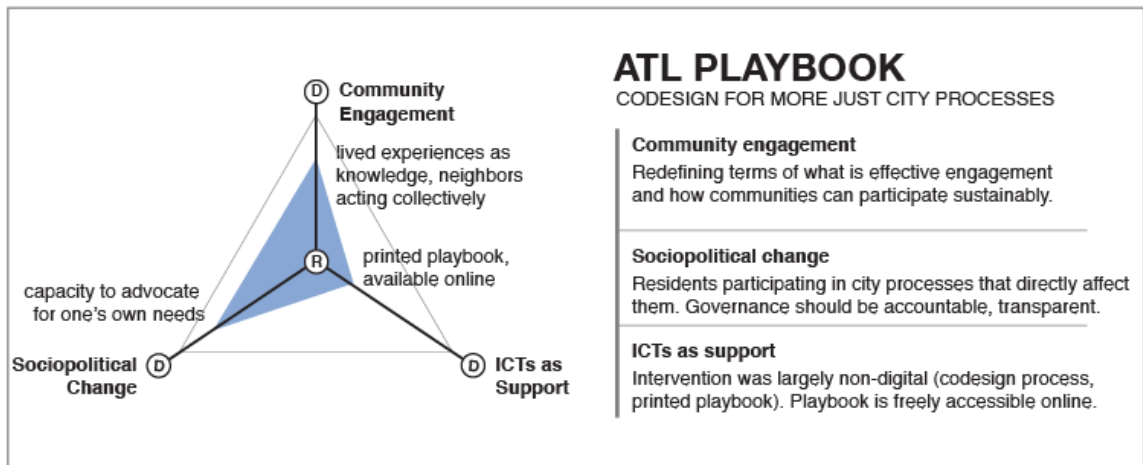 D
Community
Engagement
lived experiences as
knowledge, neighbors
acting collectively
R
printed playbook,
available online
capacity to advocate
for one's own needs
Sociopolitical
Change
D
D
ICTs as
Support
ATL PLAYBOOK
CODESIGN FOR MORE JUST CITY PROCESSES
Community engagement
Redefining terms of what is effective engagement
and how communities can participate sustainably.
Sociopolitical change
Residents participating in city processes that directly affect
them. Governance should be accountable, transparent.
ICTs as support
Intervention was largely non-digital (codesign process,
printed playbook). Playbook is freely accessible online.